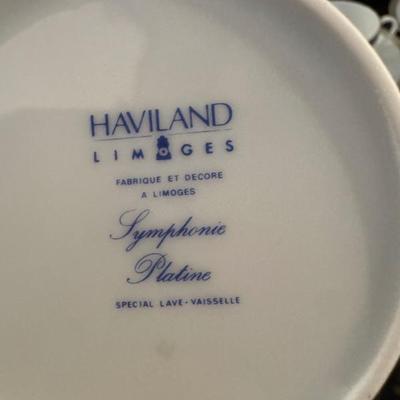 HAVILAND
LIMOGES
FABRIQUE ET DECORE
A LIMOGES
Symphonie
Platine
SPECIAL LAVE-VAISSELLE